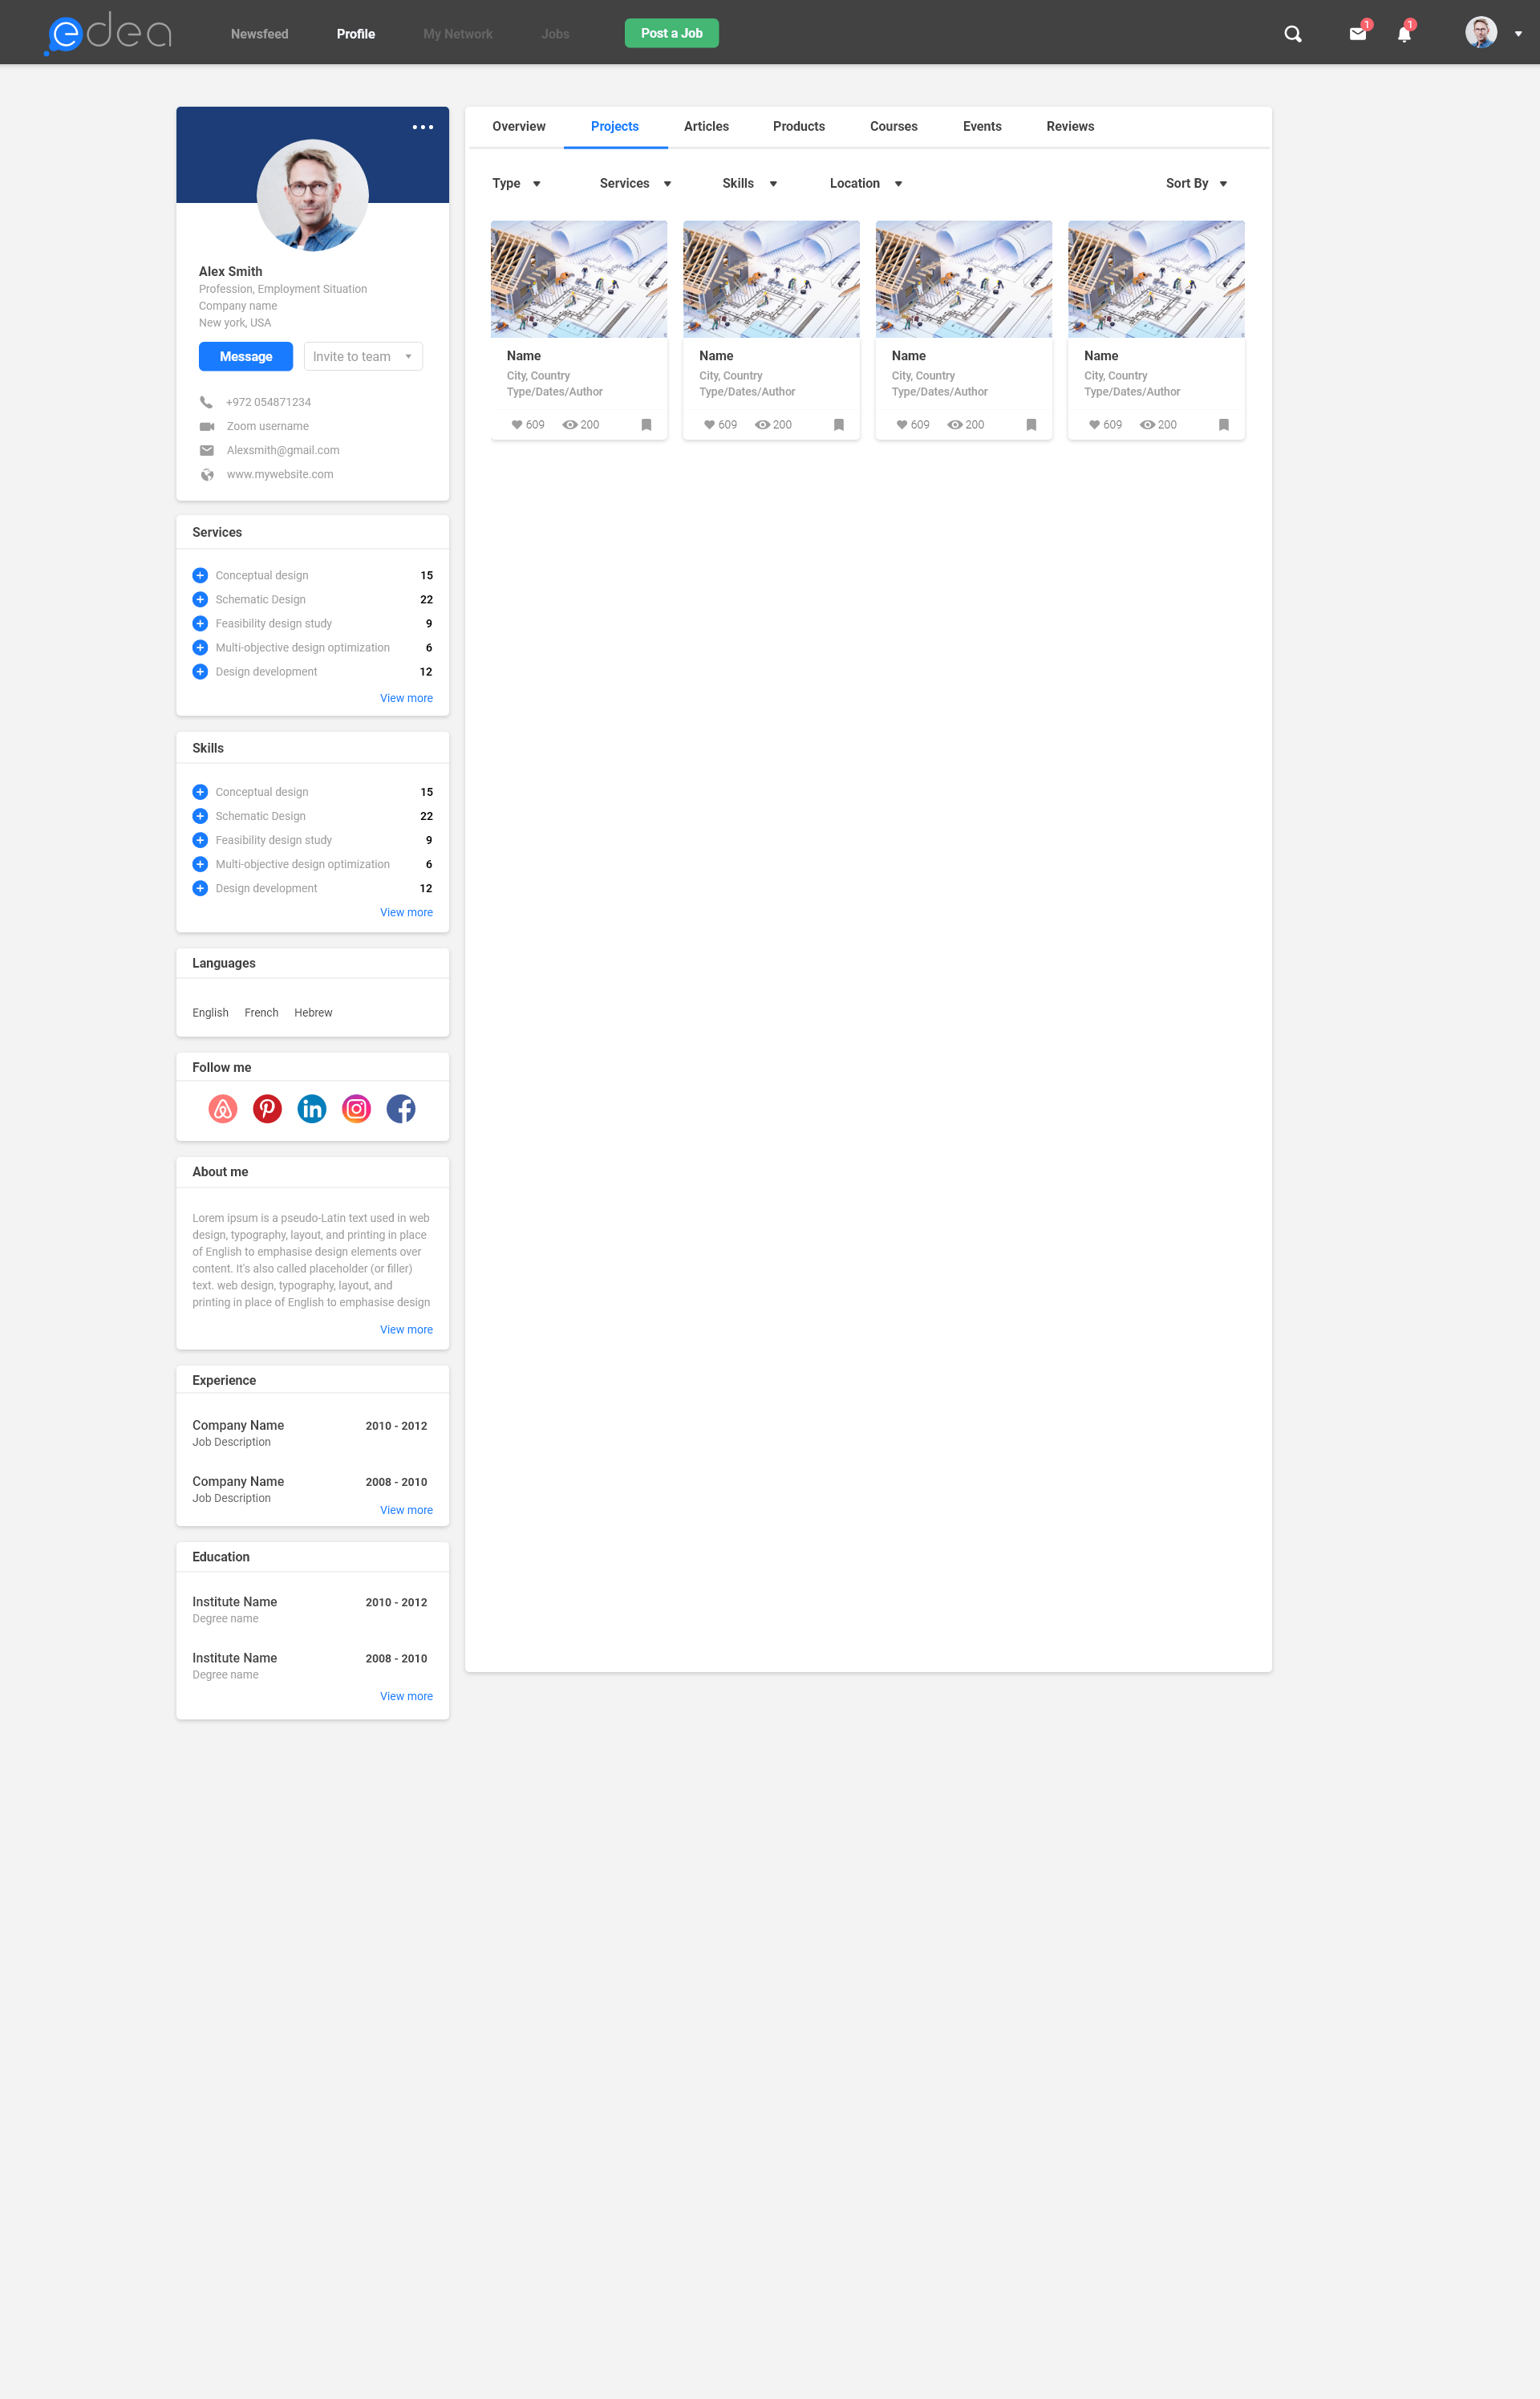 edea
Newsfeed Profile My Network Jobs Post a Job 1 1
Alex Smith
Profession, Employment Situation
Company name
New york, USA
Message Invite to team
+972 054871234
Zoom username
Alexsmith@gmail.com
www.mywebsite.com
Services
Conceptual design 15
Schematic Design 22
Feasibility design study 9
Multi-objective design optimization 6
Design development 12
View more
Skills
Conceptual design 15
Schematic Design 22
Feasibility design study 9
Multi-objective design optimization 6
Design development 12
View more
Languages
English French Hebrew
Follow me
in
About me
Lorem ipsum is a pseudo-Latin text used in web
design, typography, layout, and printing in place
of English to emphasise design elements over
content. It's also called placeholder (or filler)
text. web design, typography, layout, and
printing in place of English to emphasise design
View more
Experience
Company Name 2010 - 2012
Job Description
Company Name 2008 - 2010
Job Description
View more
Education
Institute Name 2010 - 2012
Degree name
Institute Name 2008 - 2010
Degree name
View more
Overview Projects Articles Products Courses Events Reviews
Type Services Skills Location Sort By
Name Name Name Name
City, Country City, Country City, Country City, Country
Type/Dates/Author Type/Dates/Author Type/Dates/Author Type/Dates/Author
609 200 609 200 609 200 609 200